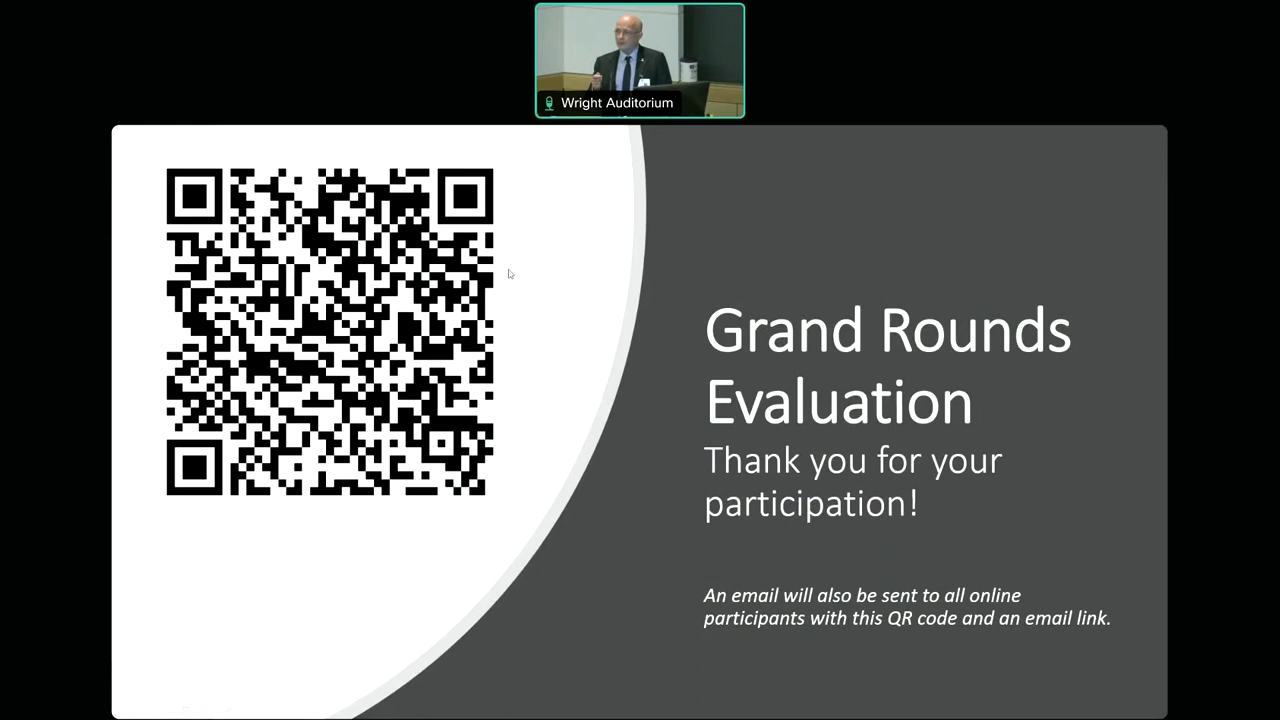 Wright Auditorium
Grand Rounds
Evaluation
Thank you for your
participation!
An email will also be sent to all online
participants with this QR code and an email link.